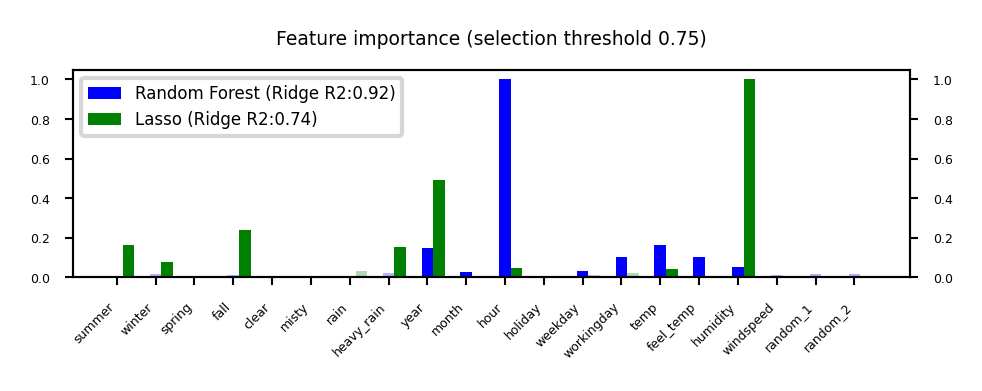 Feature importance (selection threshold 0.75)
Random Forest (Ridge R2:0.92)
Lasso (Ridge R2:0.74)
1.0 1.0
0.8 0.8
0.6 0.6
0.4 0.4
0.2 0.2
0.0 0.0
summer winter spring fall clear misty rain heavy_rain year month hour holiday weekday workingday temp feel_temp humidity windspeed random_1 random_2